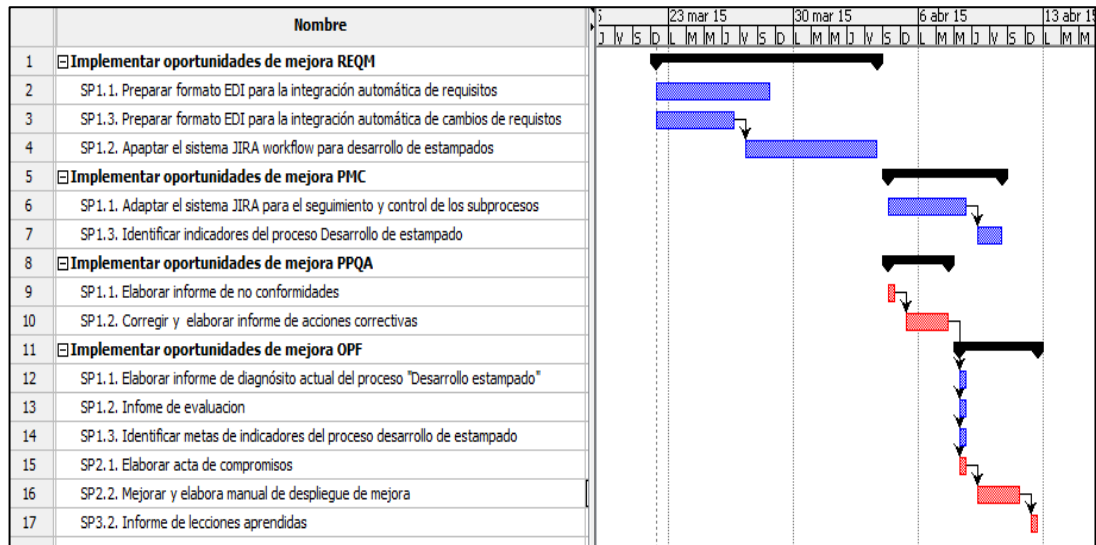 Nombre
23 mar 15 30 mar 15 6 abr 15 13 abr 1
J V S D L M M J V S D L M M J V S D L M M J V S D L M M
1 Implementar oportunidades de mejora REQM
2 SP1.1. Preparar formato EDI para la integración automática de requisitos
3 SP1.3. Preparar formato EDI para la integración automática de cambios de requistos
4 SP1.2. Apaptar el sistema JIRA workflow para desarrollo de estampados
5 Implementar oportunidades de mejora PMC
6 SP1.1. Adaptar el sistema JIRA para el seguimiento y control de los subprocesos
7 SP1.3. Identificar indicadores del proceso Desarrollo de estampado
8 Implementar oportunidades de mejora PPQA
9 SP1.1. Elaborar informe de no conformidades
10 SP1.2. Corregir y elaborar informe de acciones correctivas
11 Implementar oportunidades de mejora OPF
12 SP1.1. Elaborar informe de diagnósito actual del proceso "Desarrollo estampado"
13 SP1.2. Infome de evaluacion
14 SP1.3. Identificar metas de indicadores del proceso desarrollo de estampado
15 SP2.1. Elaborar acta de compromisos
16 SP2.2. Mejorar y elabora manual de despliegue de mejora
17 SP3.2. Informe de lecciones aprendidas